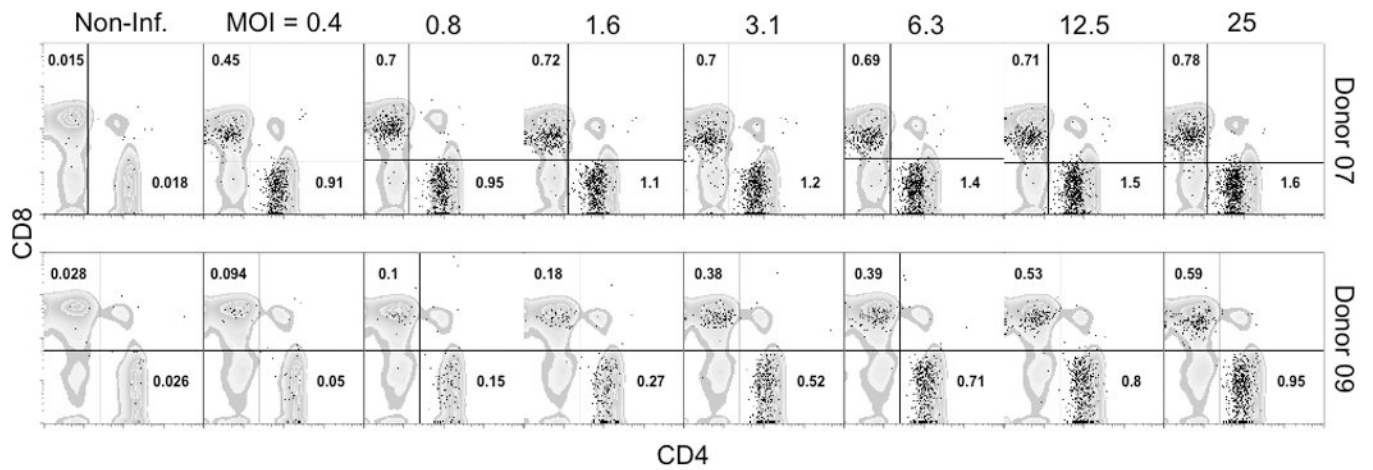 Non-Inf. MOI = 0.4 0.8 1.6 3.1 6.3 12.5 25
0.015 0.45 0.7 0.72 0.7 0.69 0.71 0.78
0.018 0.91 0.95 1.1 1.2 1.4 1.5 1.6
Donor 07
CD8
0.028 0.094 0.1 0.18 0.38 0.39 0.53 0.59
0.026 0.05 0.15 0.27 0.52 0.71 0.8 0.95
Donor 09
CD4